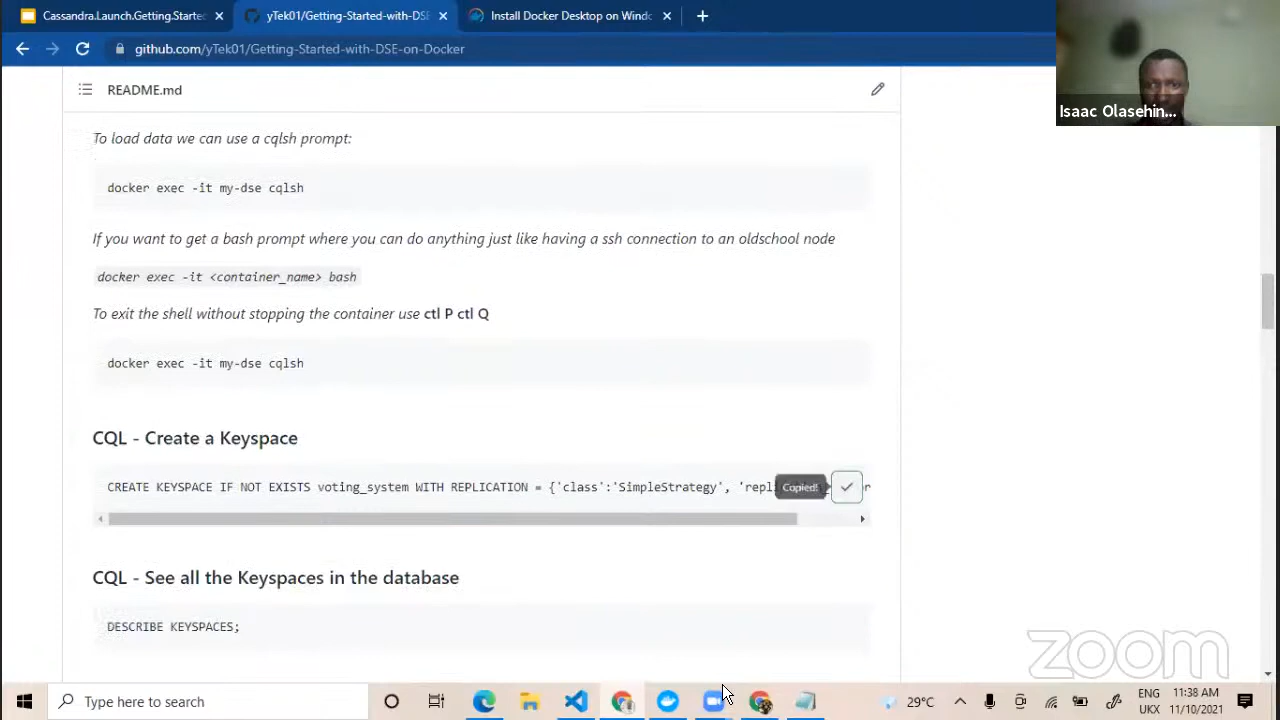 Cassandra.Launch.Getting.Starte
yTek01/Getting-Started-with-DSE
Install Docker Desktop on Windo
github.com/yTek01/Getting-Started-with-DSE-on-Docker
Isaac Olasehin...
README.md
To load data we can use a cqlsh prompt:
docker exec -it my-dse cqlsh
If you want to get a bash prompt where you can do anything just like having a ssh connection to an oldschool node
docker exec -it <container_name> bash
To exit the shell without stopping the container use ctl P ctl Q
docker exec -it my-dse cqlsh
CQL - Create a Keyspace
CREATE KEYSPACE IF NOT EXISTS voting_system WITH REPLICATION = {'class':'SimpleStrategy', 'repli
Copied!
CQL - See all the Keyspaces in the database
DESCRIBE KEYSPACES;
zoom
Type here to search
29°C
ENG
UKX
11:38 AM
11/10/2021